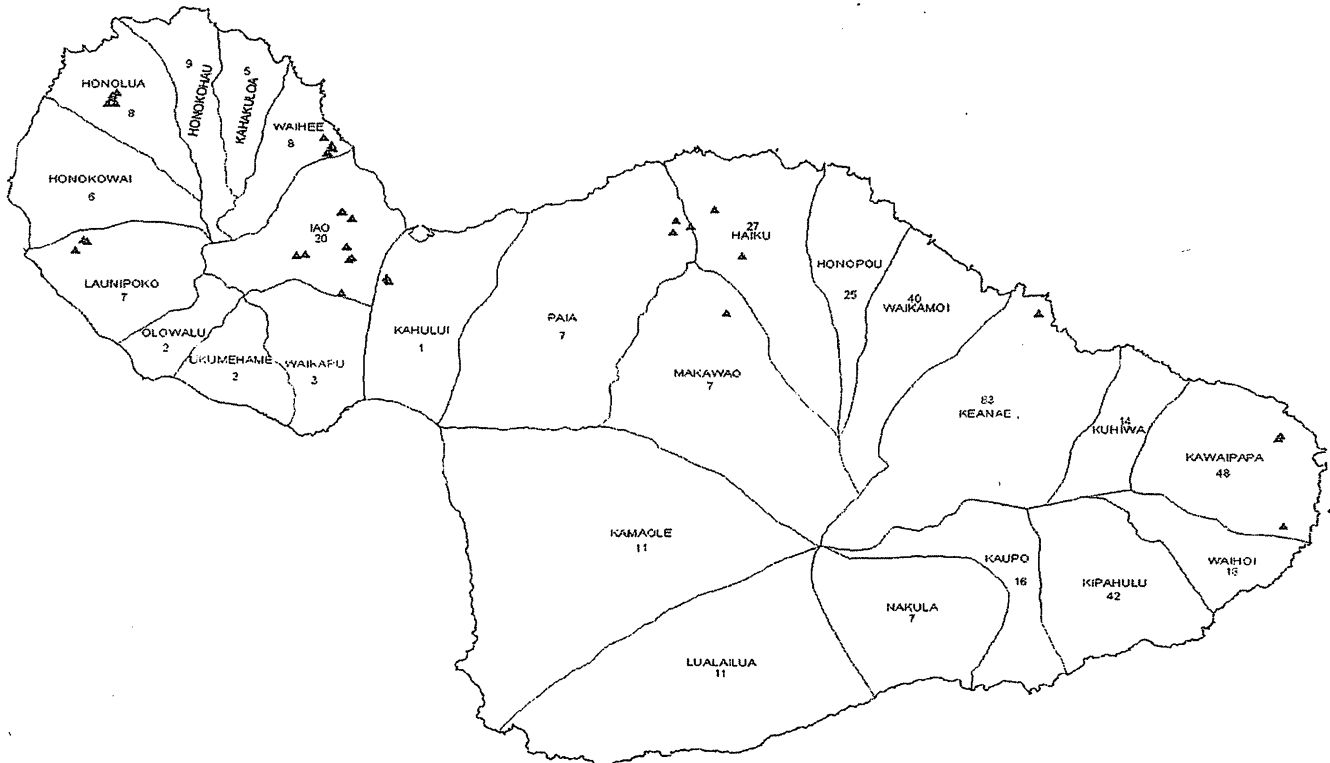 HONOLUA
8
9
HONOKOHAU
5
KAHAKULOA
WAIHEE
8
HONOKOWAI
6
LAUNIPOKO
7
OLOWALU
2
UKUMEHAME
2
WAIKAPU
3
IAO
20
KAHULUI
1
PAIA
7
MAKAWAO
7
27
HAIKU
HONOPOU
25
40
WAIKAMOI
KEANAE
14
KUHIWA
KAWAIPAPA
48
WAIHOI
KIPAHULU
42
KAUPO
16
NAKULA
7
LUALAILUA
11
KAMAOLE
11